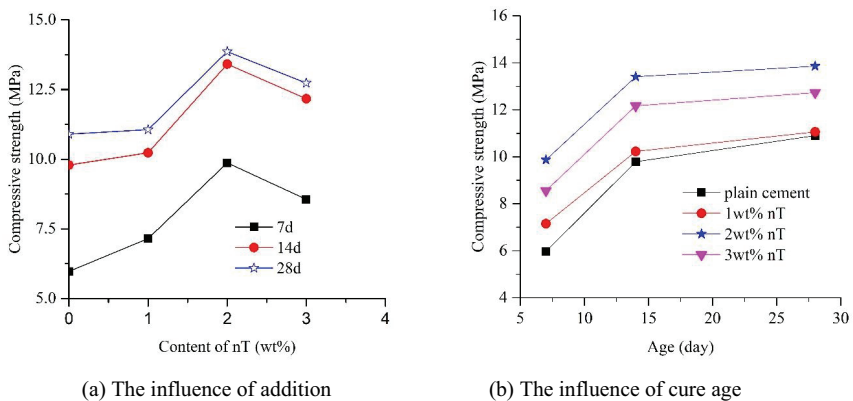 15.0
12.5
10.0
7.5
5.0
Compressive strength (MPa)
7d
14d
28d
0 1 2 3 4
Content of nT (wt%)
(a) The influence of addition
16
14
12
10
8
6
4
Compressive strength (MPa)
plain cement
1wt% nT
2wt% nT
3wt% nT
5 10 15 20 25 30
Age (day)
(b) The influence of cure age